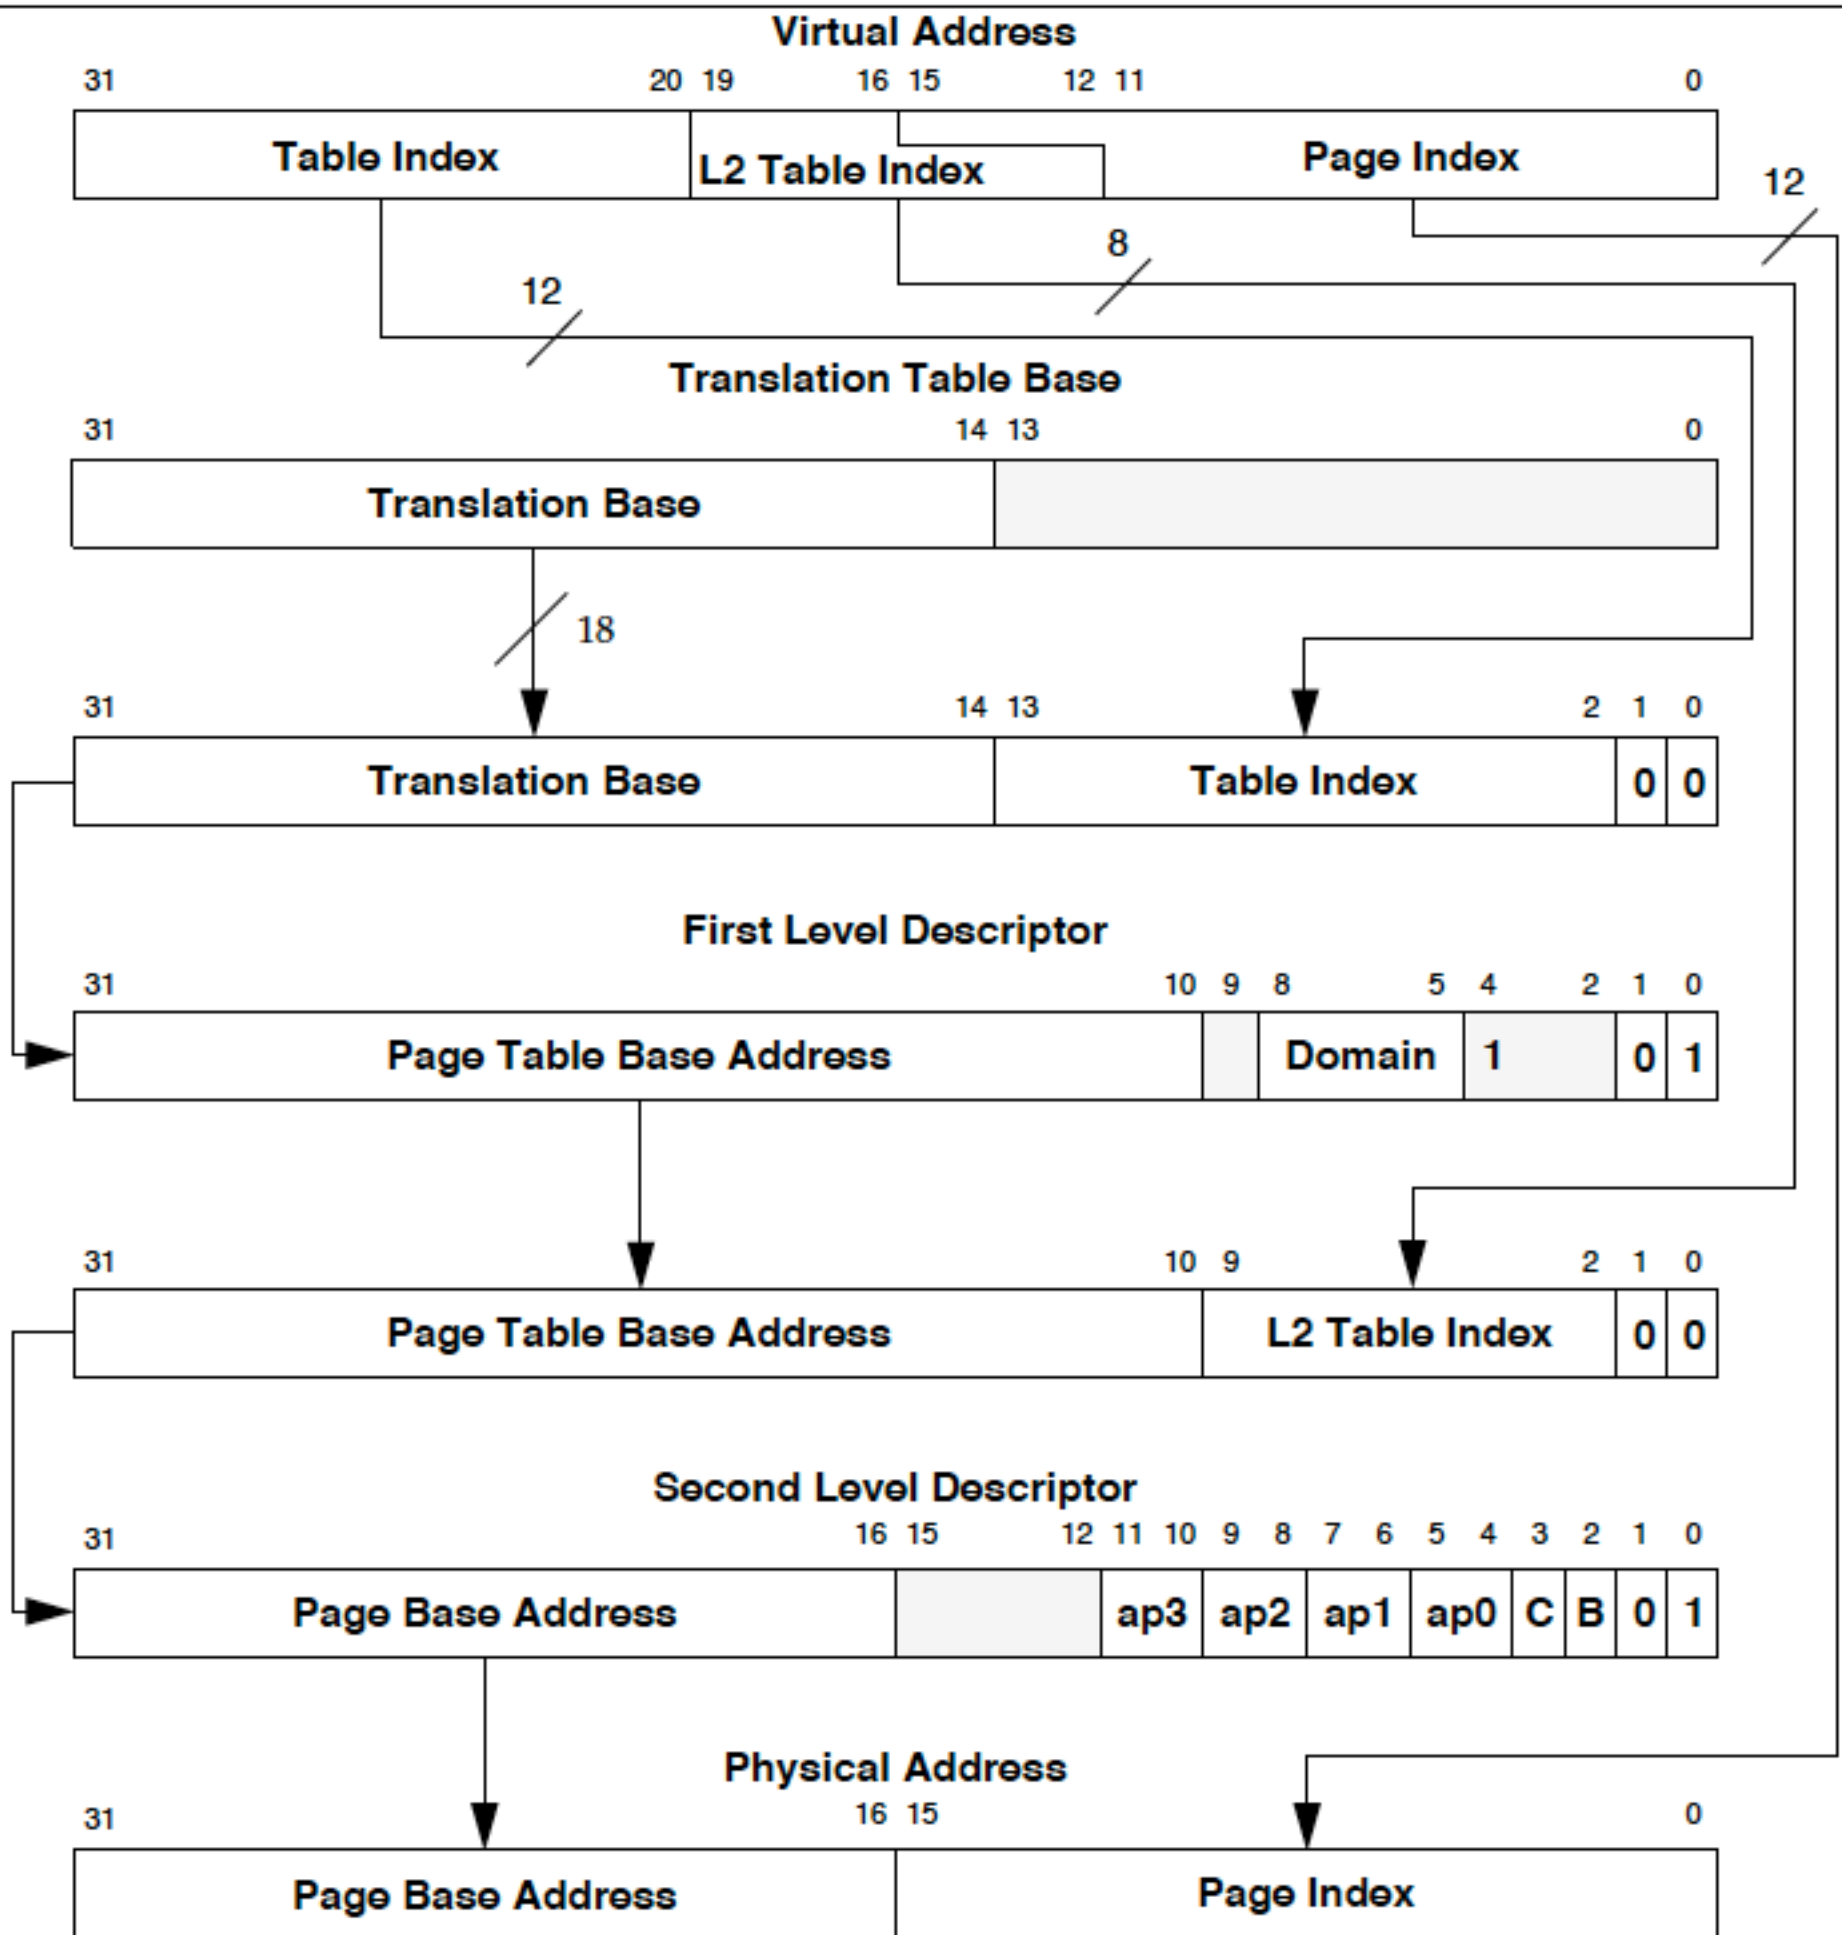 Virtual Address
31 20 19 16 15 12 11 0
Table Index L2 Table Index Page Index
12
8
12
Translation Table Base
31 14 13 0
Translation Base
18
31 14 13 2 1 0
Translation Base Table Index 0 0
First Level Descriptor
31 10 9 8 5 4 2 1 0
Page Table Base Address Domain 1 0 1
31 10 9 2 1 0
Page Table Base Address L2 Table Index 0 0
Second Level Descriptor
31 16 15 12 11 10 9 8 7 6 5 4 3 2 1 0
Page Base Address ap3 ap2 ap1 ap0 C B 0 1
Physical Address
31 16 15 0
Page Base Address Page Index